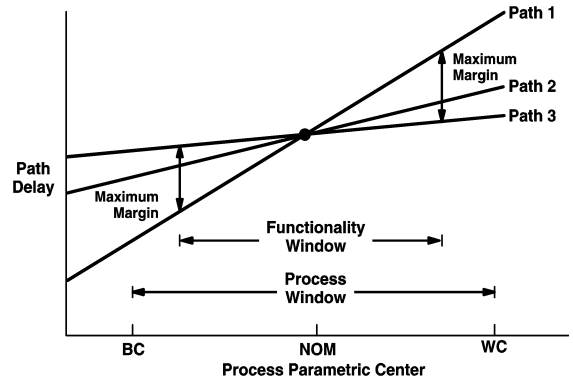 Path 1
Maximum
Margin
Path 2
Path 3
Path
Delay
Maximum
Margin
Functionality
Window
Process
Window
BC
NOM
WC
Process Parametric Center